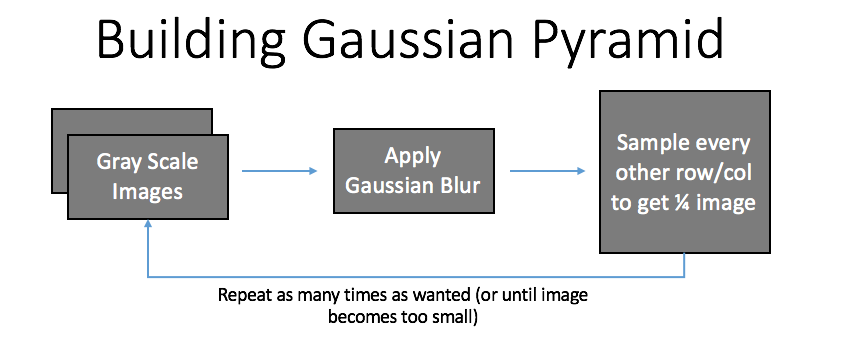 Building Gaussian Pyramid
Gray Scale
Images
Apply
Gaussian Blur
Sample every
other row/col
to get ¼ image
Repeat as many times as wanted (or until image
becomes too small)